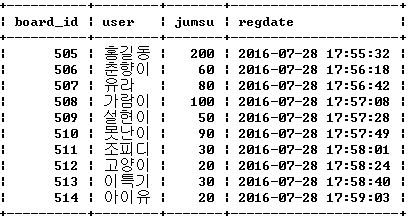 board_id | user | jumsu | regdate
505 | 홍길동 | 200 | 2016-07-28 17:55:32
506 | 춘향이 | 60 | 2016-07-28 17:56:18
507 | 유라 | 80 | 2016-07-28 17:56:42
508 | 가람이 | 100 | 2016-07-28 17:57:08
509 | 설현이 | 50 | 2016-07-28 17:57:28
510 | 못난이 | 90 | 2016-07-28 17:57:49
511 | 조피디 | 30 | 2016-07-28 17:58:01
512 | 고양이 | 20 | 2016-07-28 17:58:24
513 | 이특기 | 30 | 2016-07-28 17:58:40
514 | 아이유 | 20 | 2016-07-28 17:59:03